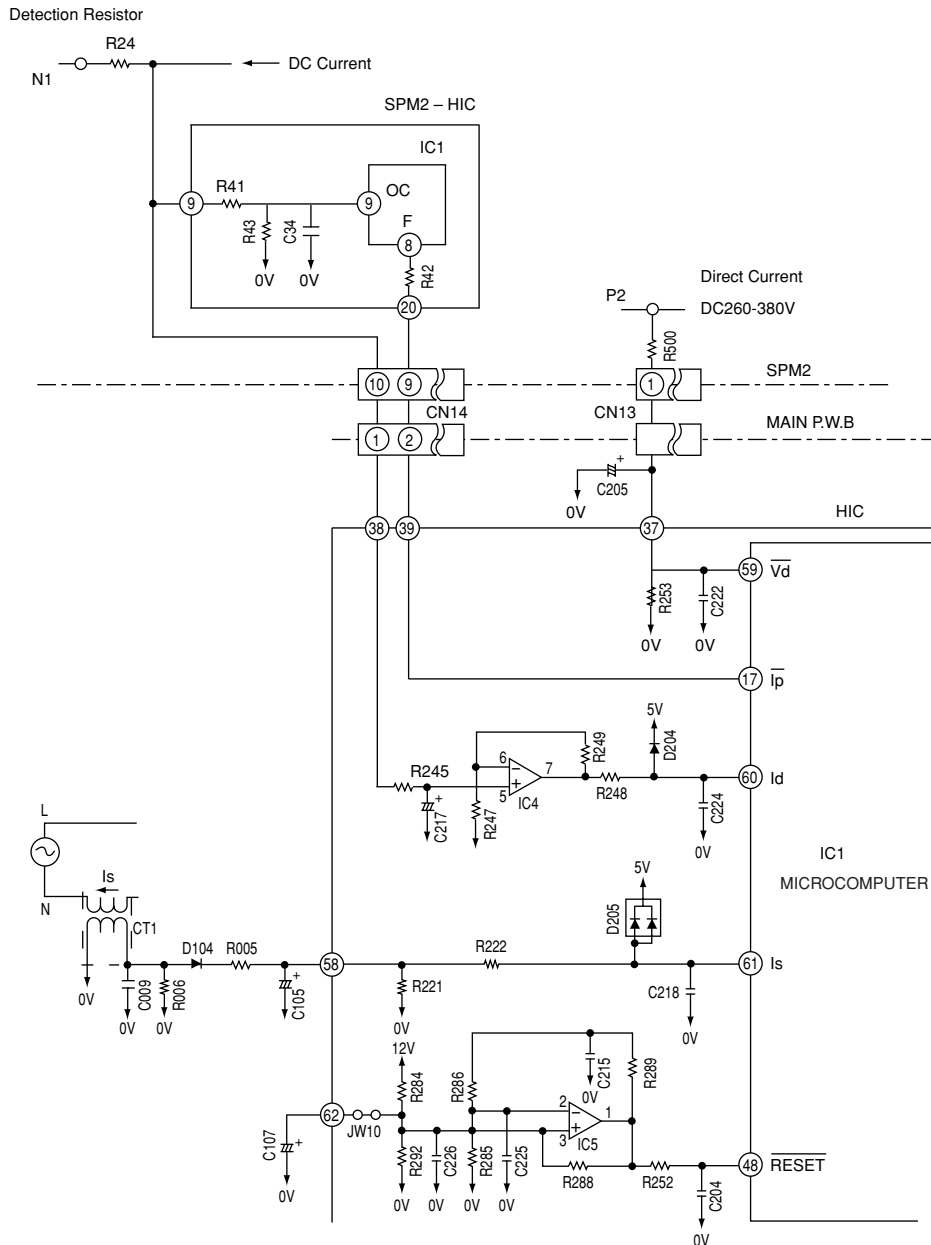 Detection Resistor
R24
N1
DC Current
SPM2 – HIC
IC1
R41
9
9
OC
R43
C34
F
8
0V
0V
R42
20
Direct Current
P2
DC260-380V
R500
SPM2
10
9
1
CN14
CN13
MAIN P.W.B
1
2
+
C205
0V
HIC
38
39
37
59
Vd
R253
C222
0V
0V
17
Ip
5V
R249
D204
6
−
7
R245
+
5
IC4
R248
60
Id
+
C217
R247
C224
0V
L
IC1
MICROCOMPUTER
Is
N
5V
CT1
D205
D104
R005
58
R222
61
Is
0V
C009
R006
+
C105
R221
C218
0V
0V
0V
0V
0V
12V
R284
R286
C215
R289
0V
62
JW10
2
−
1
+
3
IC5
C107
+
R292
C226
R285
C225
R288
R252
48
RESET
0V
0V
0V
0V
0V
C204
0V